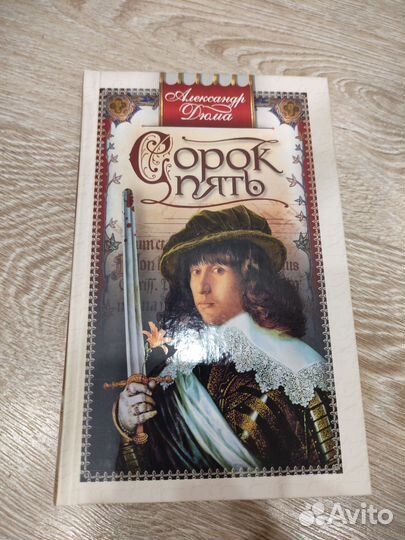 Александр
Дюма
Сорок
пять
Avito